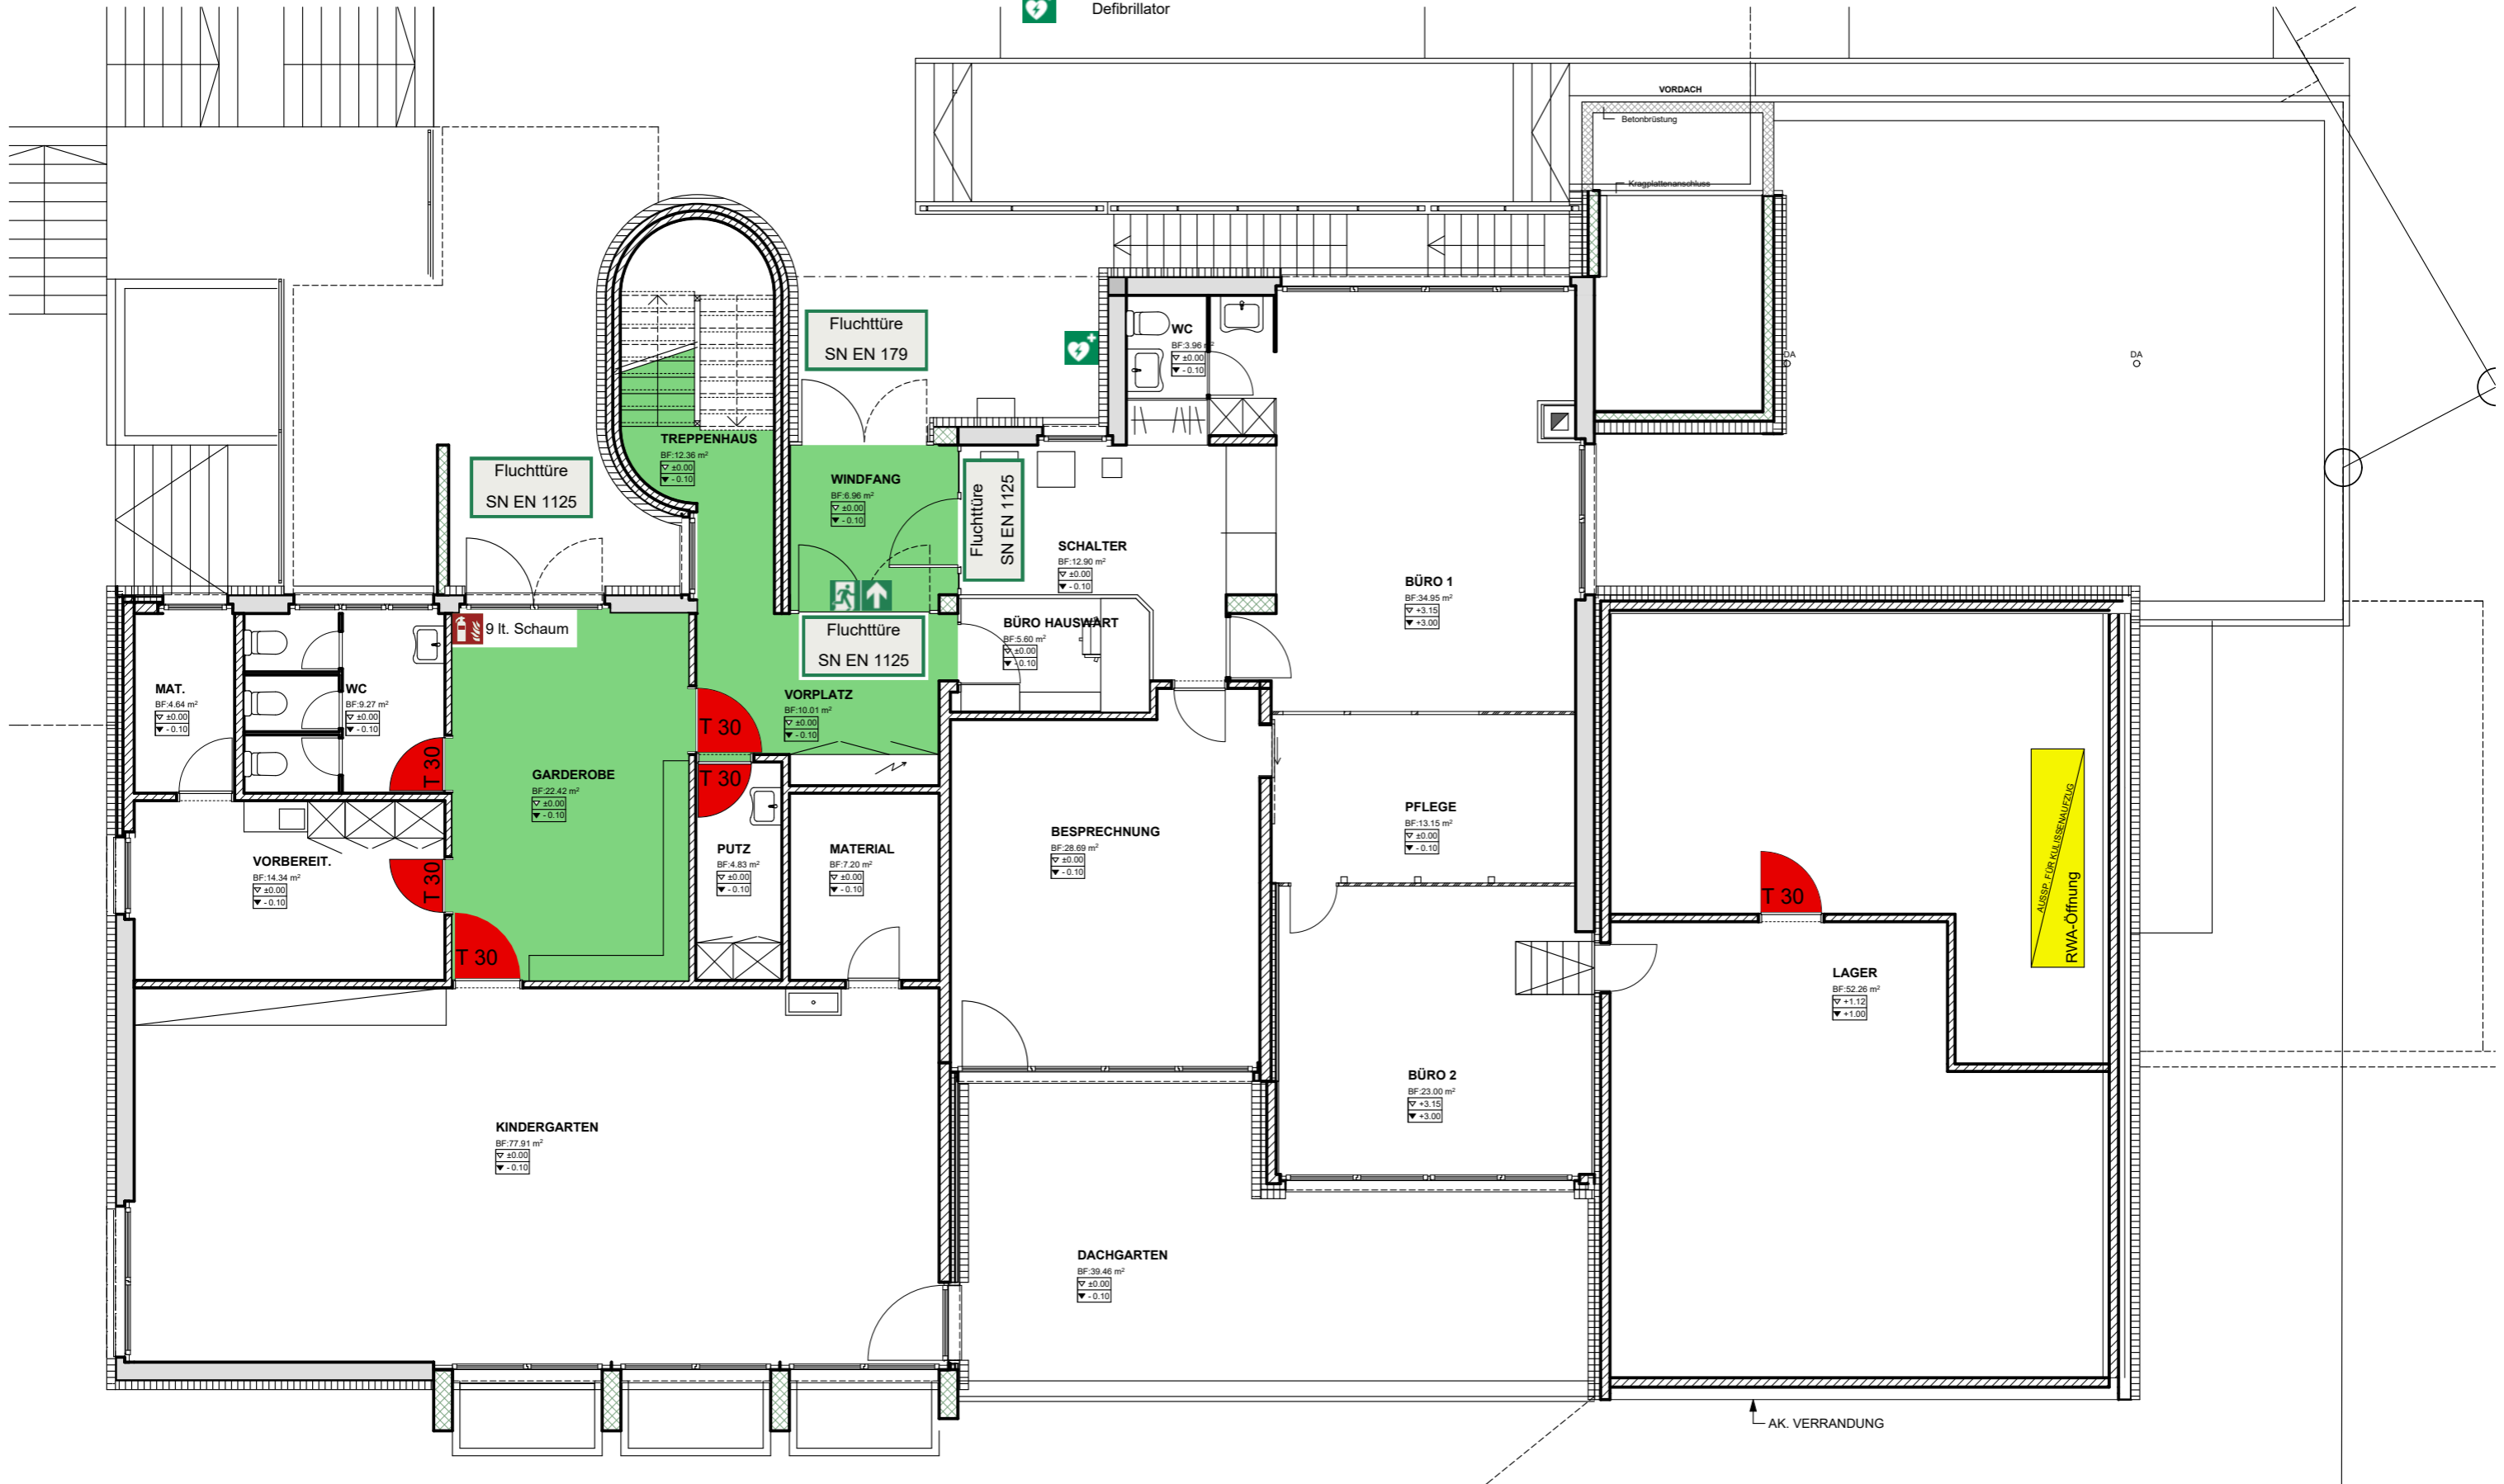 Defibrillator
VORDACH
Betonbrüstung
Kragplattenanschluss
Fluchttüre
SN EN 179
WC
BF:3.96 m²
±0.00
- 0.10
DA
DA
TREPPENHAUS
BF:12.36 m²
±0.00
- 0.10
Fluchttüre
SN EN 1125
WINDFANG
BF:6.96 m²
±0.00
- 0.10
Fluchttüre
SN EN 1125
SCHALTER
BF:12.90 m²
±0.00
- 0.10
BÜRO 1
BF:34.95 m²
+3.15
+3.00
9 lt. Schaum
Fluchttüre
SN EN 1125
BÜRO HAUSWART
BF:5.60 m²
±0.00
- 0.10
MAT.
BF:4.64 m²
±0.00
- 0.10
WC
BF:9.27 m²
±0.00
- 0.10
VORPLATZ
BF:10.01 m²
±0.00
- 0.10
T 30
T 30
T 30
GARDEROBE
BF:22.42 m²
±0.00
- 0.10
PFLEGE
BF:13.15 m²
±0.00
- 0.10
BESPRECHNUNG
BF:28.69 m²
±0.00
- 0.10
VORBEREIT.
BF:14.34 m²
±0.00
- 0.10
T 30
PUTZ
BF:4.83 m²
±0.00
- 0.10
MATERIAL
BF:7.20 m²
±0.00
- 0.10
T 30
AUSSP. FÜR KULISSENAUFZUG
RWA-Öffnung
T 30
LAGER
BF:52.26 m²
+1.12
+1.00
BÜRO 2
BF:23.00 m²
+3.15
+3.00
KINDERGARTEN
BF:77.91 m²
±0.00
- 0.10
DACHGARTEN
BF:39.46 m²
±0.00
- 0.10
AK. VERRANDUNG